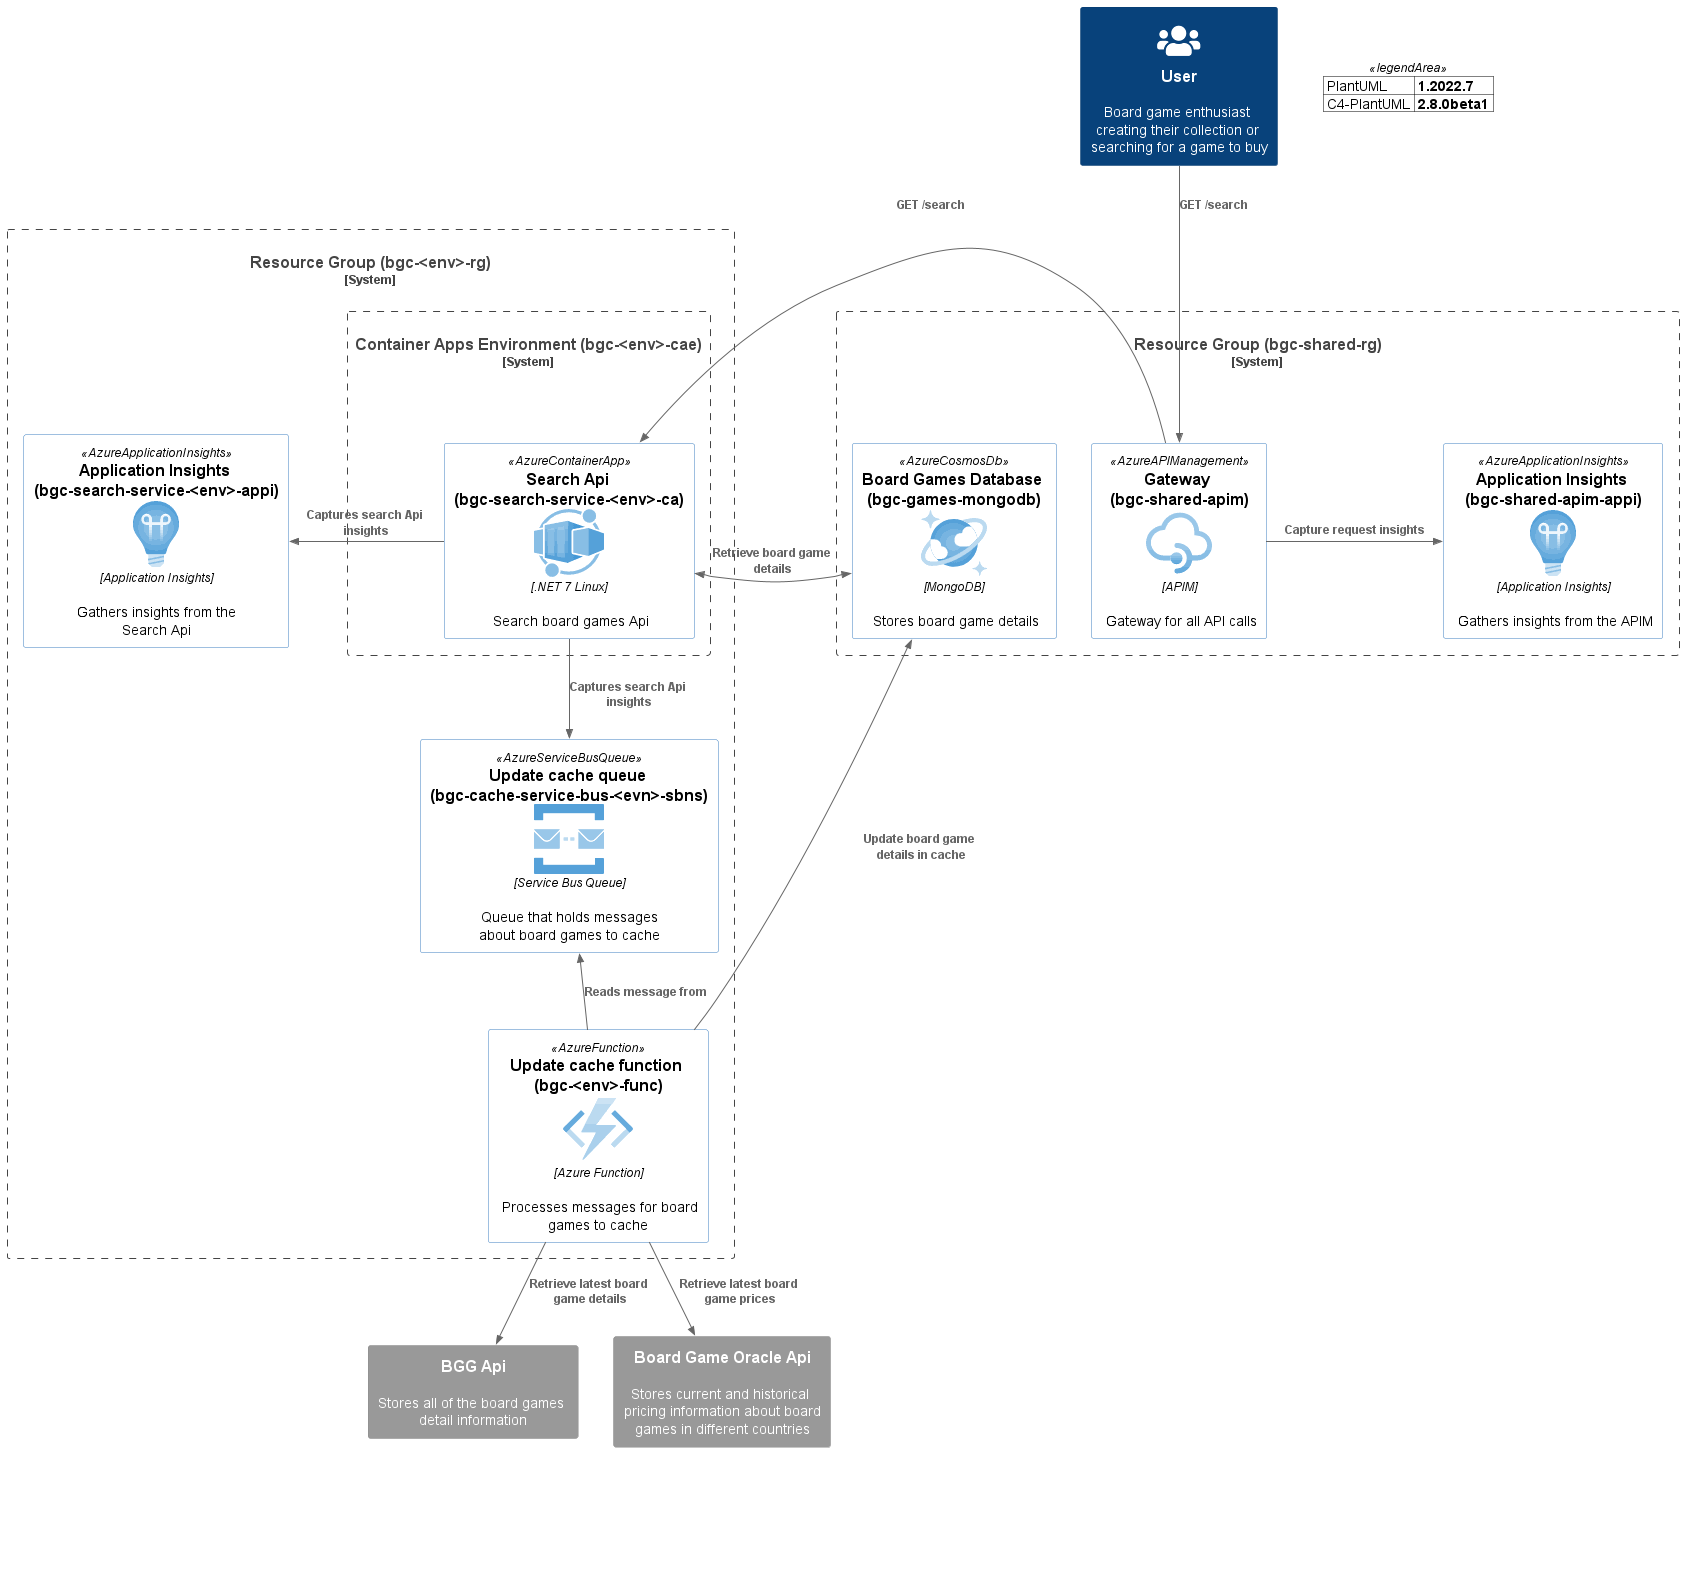 User
Board game enthusiast
creating their collection or
searching for a game to buy
«legendArea»
PlantUML 1.2022.7
C4-PlantUML 2.8.0beta1
GET /search
GET /search
Resource Group (bgc-<env>-rg)
[System]
Container Apps Environment (bgc-<env>-cae)
[System]
Resource Group (bgc-shared-rg)
[System]
«AzureApplicationInsights»
Application Insights
(bgc-search-service-<env>-appi)
[Application Insights]
Gathers insights from the
Search Api
Captures search Api
insights
«AzureContainerApp»
Search Api
(bgc-search-service-<env>-ca)
[.NET 7 Linux]
Search board games Api
Retrieve board game
details
«AzureCosmosDb»
Board Games Database
(bgc-games-mongodb)
[MongoDB]
Stores board game details
«AzureAPIManagement»
Gateway
(bgc-shared-apim)
[APIM]
Gateway for all API calls
Capture request insights
«AzureApplicationInsights»
Application Insights
(bgc-shared-apim-appi)
[Application Insights]
Gathers insights from the APIM
Captures search Api
insights
«AzureServiceBusQueue»
Update cache queue
(bgc-cache-service-bus-<evn>-sbns)
[Service Bus Queue]
Queue that holds messages
about board games to cache
Update board game
details in cache
Reads message from
«AzureFunction»
Update cache function
(bgc-<env>-func)
[Azure Function]
Processes messages for board
games to cache
Retrieve latest board
game details
Retrieve latest board
game prices
BGG Api
Stores all of the board games
detail information
Board Game Oracle Api
Stores current and historical
pricing information about board
games in different countries